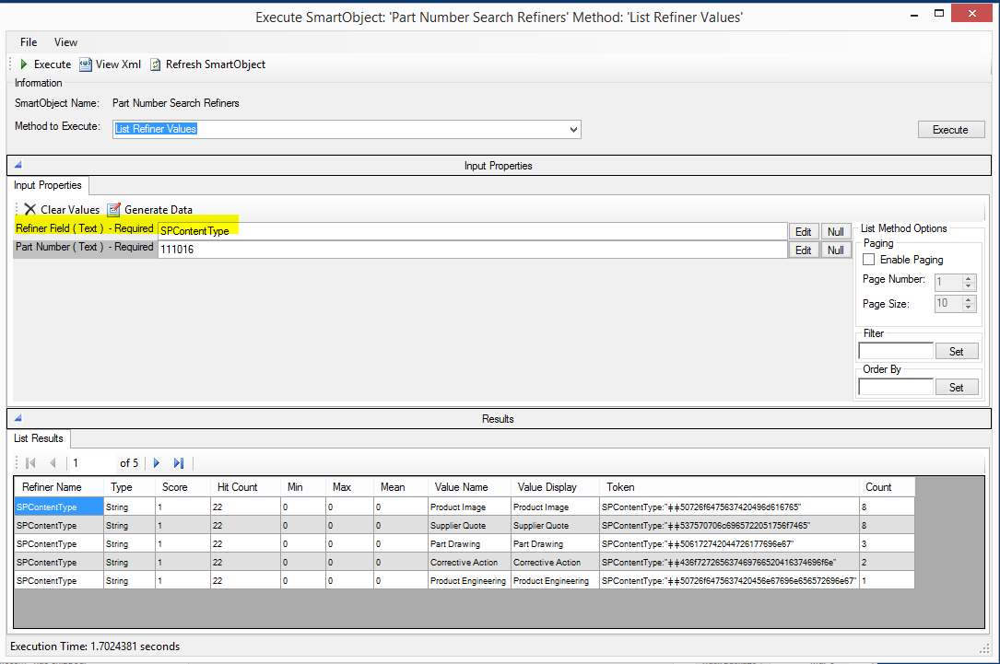 Execute SmartObject: 'Part Number Search Refiners' Method: 'List Refiner Values'
File View
Execute View Xml Refresh SmartObject
Information
SmartObject Name: Part Number Search Refiners
Method to Execute: List Refiner Values Execute
Input Properties
Input Properties
Clear Values Generate Data
Refiner Field ( Text ) - Required SPContentType Edit Null
Part Number ( Text ) - Required 111016 Edit Null
List Method Options
Paging
Enable Paging
Page Number: 1
Page Size: 10
Filter
Set
Order By
Set
Results
List Results
1 of 5
Refiner Name Type Score Hit Count Min Max Mean Value Name Value Display Token Count
SPContentType String 1 22 0 0 0 Product Image Product Image SPContentType:"ǂǂ50726f6475637420496d616765" 8
SPContentType String 1 22 0 0 0 Supplier Quote Supplier Quote SPContentType:"ǂǂ537570706c6965722051756f7465" 8
SPContentType String 1 22 0 0 0 Part Drawing Part Drawing SPContentType:"ǂǂ506172742044726177696e67" 3
SPContentType String 1 22 0 0 0 Corrective Action Corrective Action SPContentType:"ǂǂ436f727265637469766520416374696f6e" 2
SPContentType String 1 22 0 0 0 Product Engineering Product Engineering SPContentType:"ǂǂ50726f6475637420456e67696e656572696e67" 1
Execution Time: 1.7024381 seconds